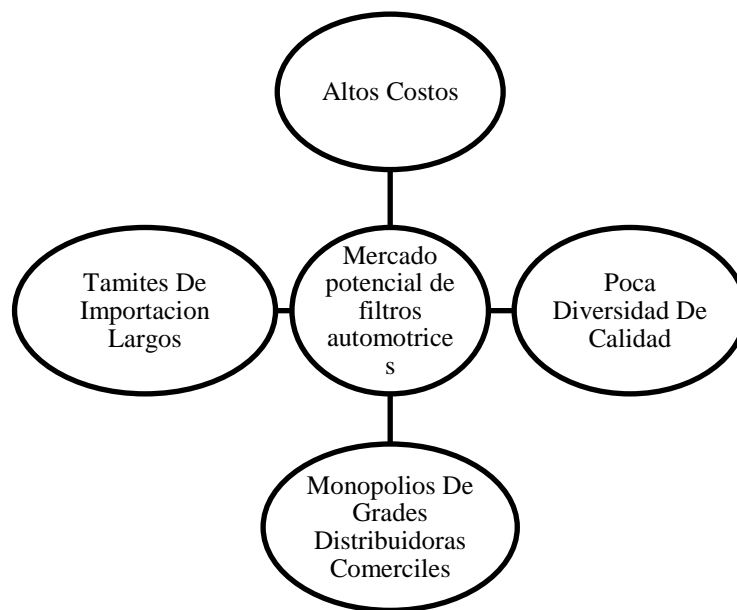 Altos Costos
Tamites De
Importacion
Largos
Mercado
potencial de
filtros
automotrice
s
Poca
Diversidad De
Calidad
Monopolios De
Grades
Distribuidoras
Comerciles